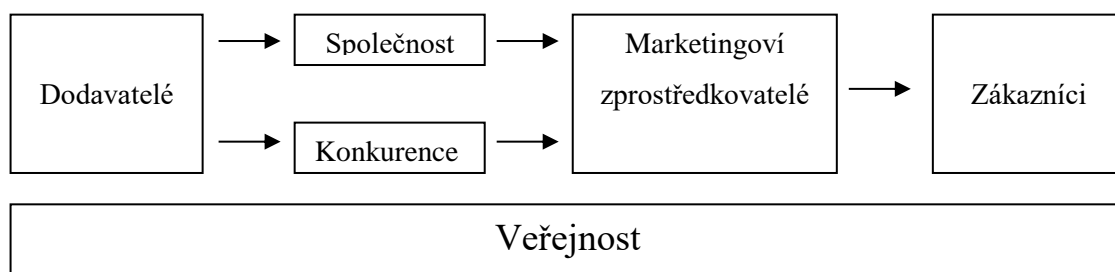 Dodavatelé
Společnost
Konkurence
Marketingoví
zprostředkovatelé
Zákazníci
Veřejnost